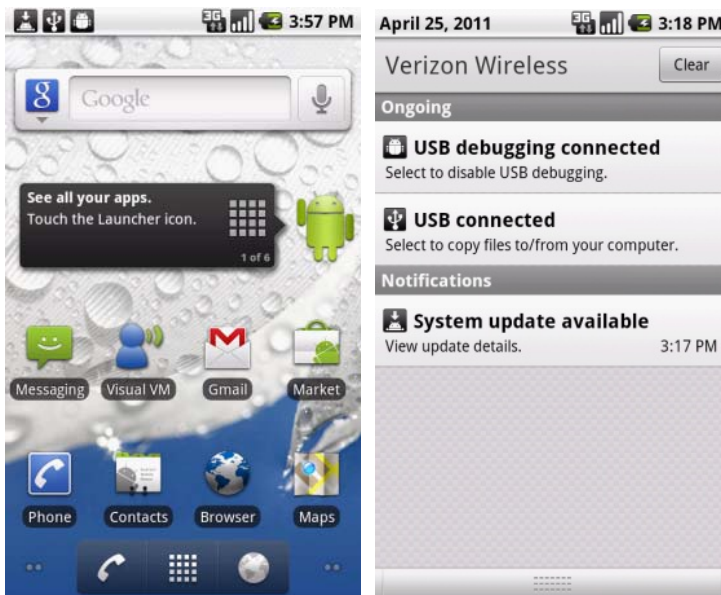 3G 3:57 PM
g Google
See all your apps.
Touch the Launcher icon.
1 of 6
Messaging Visual VM Gmail Market
Phone Contacts Browser Maps
April 25, 2011 3G 3:18 PM
Verizon Wireless Clear
Ongoing
USB debugging connected
Select to disable USB debugging.
USB connected
Select to copy files to/from your computer.
Notifications
System update available
View update details. 3:17 PM